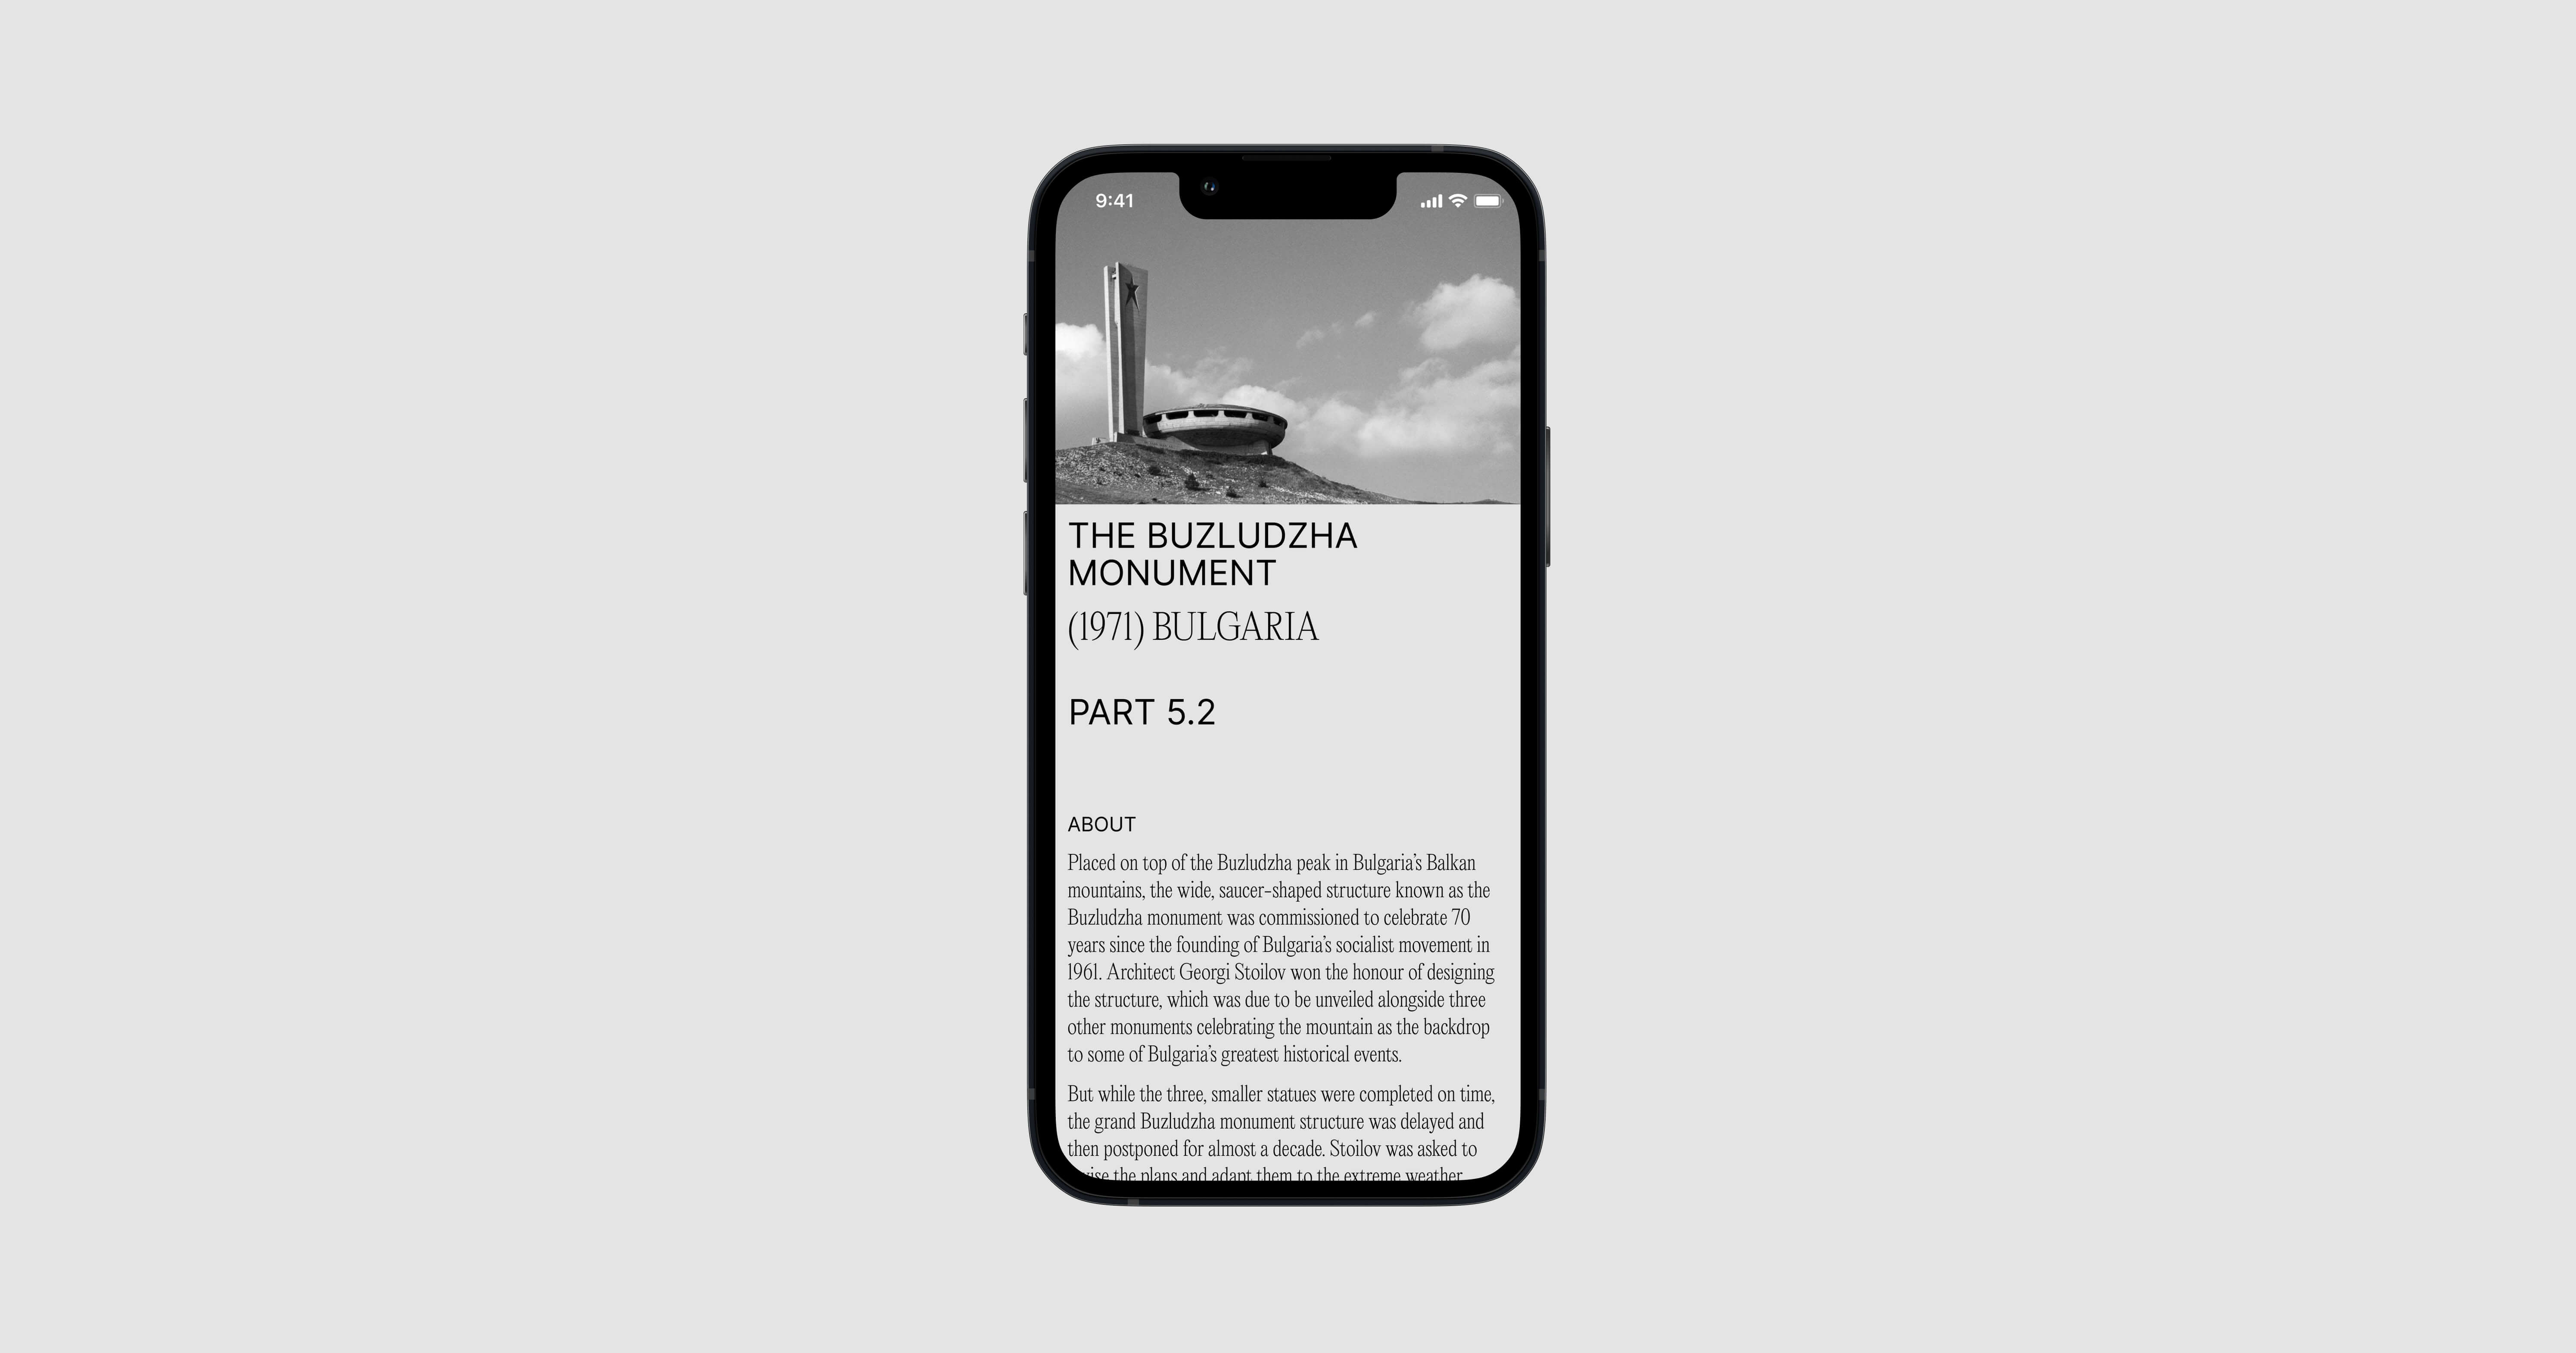 9:41
THE BUZLUDZHA
MONUMENT
(1971) BULGARIA
PART 5.2
ABOUT
Placed on top of the Buzludzha peak in Bulgaria’s Balkan
mountains, the wide, saucer-shaped structure known as the
Buzludzha monument was commissioned to celebrate 70
years since the founding of Bulgaria’s socialist movement in
1961. Architect Georgi Stoilov won the honour of designing
the structure, which was due to be unveiled alongside three
other monuments celebrating the mountain as the backdrop
to some of Bulgaria’s greatest historical events.
But while the three, smaller statues were completed on time,
the grand Buzludzha monument structure was delayed and
then postponed for almost a decade. Stoilov was asked to
the plans and adapt them to the extreme weather